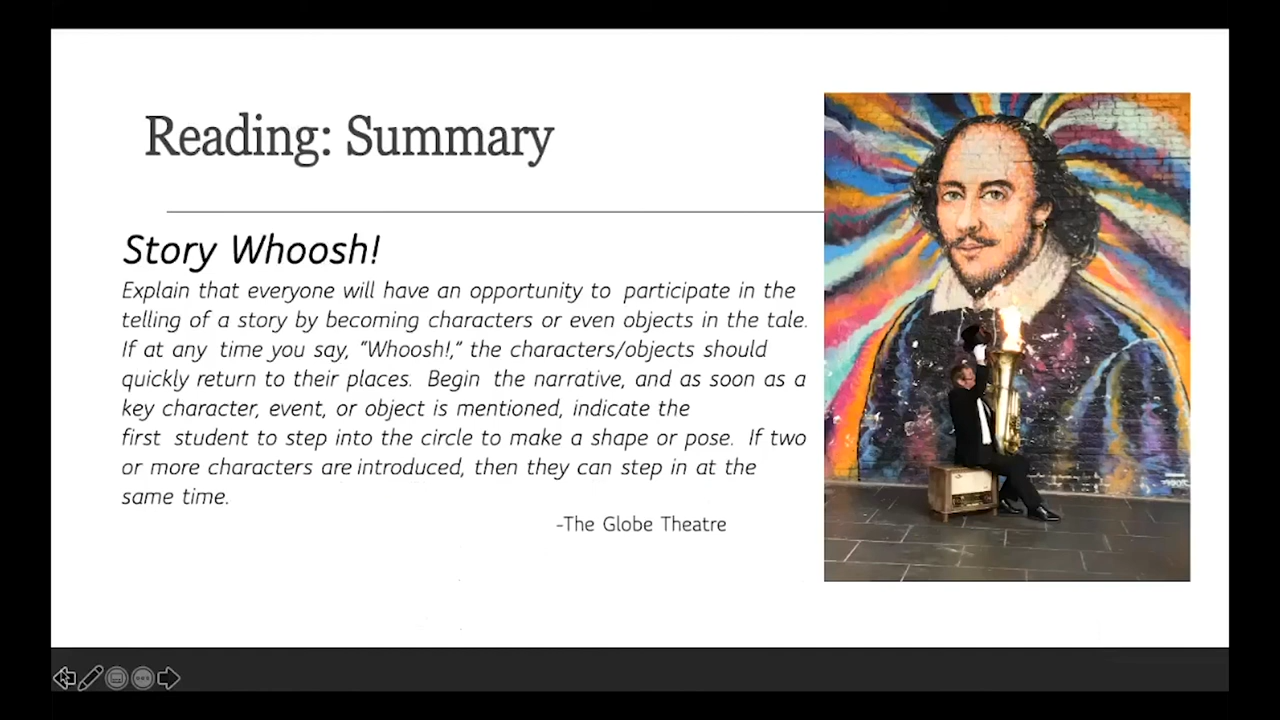 Reading: Summary
Story Whoosh!
Explain that everyone will have an opportunity to participate in the
telling of a story by becoming characters or even objects in the tale.
If at any time you say, "Whoosh!," the characters/objects should
quickly return to their places. Begin the narrative, and as soon as a
key character, event, or object is mentioned, indicate the
first student to step into the circle to make a shape or pose. If two
or more characters are introduced, then they can step in at the
same time.
-The Globe Theatre